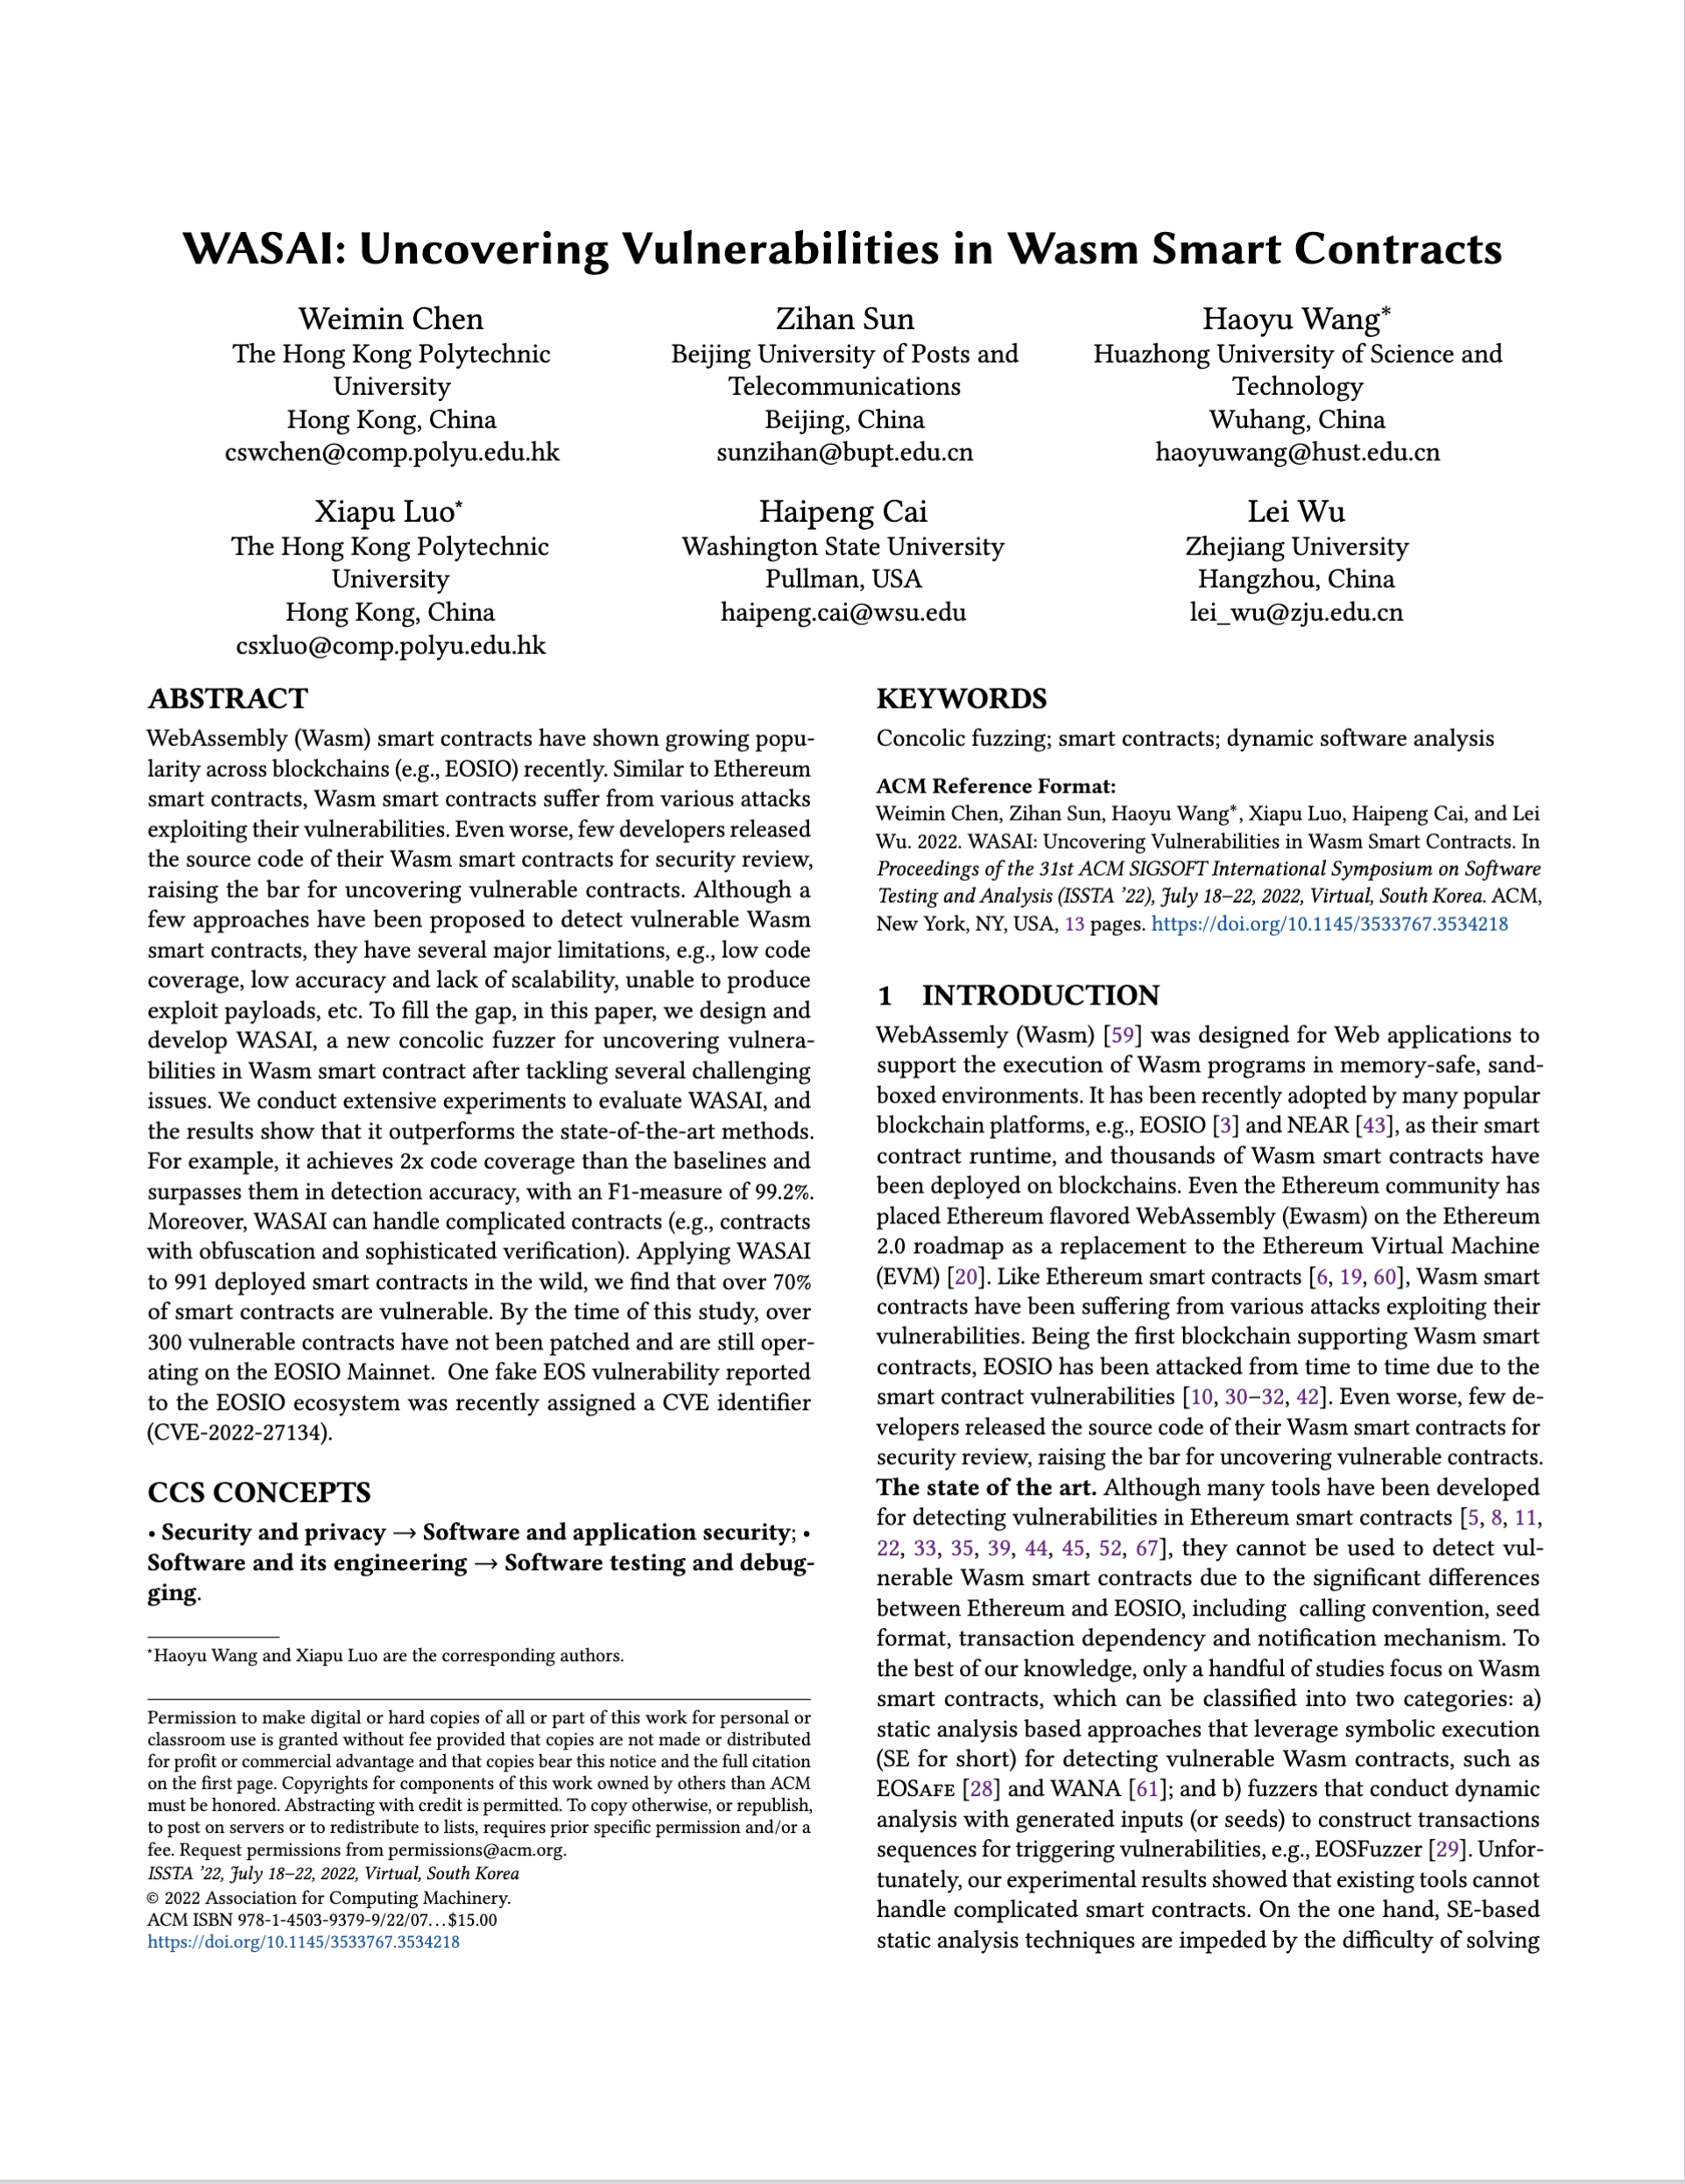 WASAI: Uncovering Vulnerabilities in Wasm Smart Contracts
Weimin Chen
The Hong Kong Polytechnic
University
Hong Kong, China
cswchen@comp.polyu.edu.hk
Zihan Sun
Beijing University of Posts and
Telecommunications
Beijing, China
sunzihan@bupt.edu.cn
Haoyu Wang*
Huazhong University of Science and
Technology
Wuhang, China
haoyuwang@hust.edu.cn
Xiapu Luo*
The Hong Kong Polytechnic
University
Hong Kong, China
csxluo@comp.polyu.edu.hk
Haipeng Cai
Washington State University
Pullman, USA
haipeng.cai@wsu.edu
Lei Wu
Zhejiang University
Hangzhou, China
lei_wu@zju.edu.cn
ABSTRACT
WebAssembly (Wasm) smart contracts have shown growing popu-
larity across blockchains (e.g., EOSIO) recently. Similar to Ethereum
smart contracts, Wasm smart contracts suffer from various attacks
exploiting their vulnerabilities. Even worse, few developers released
the source code of their Wasm smart contracts for security review,
raising the bar for uncovering vulnerable contracts. Although a
few approaches have been proposed to detect vulnerable Wasm
smart contracts, they have several major limitations, e.g., low code
coverage, low accuracy and lack of scalability, unable to produce
exploit payloads, etc. To fill the gap, in this paper, we design and
develop WASAI, a new concolic fuzzer for uncovering vulnera-
bilities in Wasm smart contract after tackling several challenging
issues. We conduct extensive experiments to evaluate WASAI, and
the results show that it outperforms the state-of-the-art methods.
For example, it achieves 2x code coverage than the baselines and
surpasses them in detection accuracy, with an F1-measure of 99.2%.
Moreover, WASAI can handle complicated contracts (e.g., contracts
with obfuscation and sophisticated verification). Applying WASAI
to 991 deployed smart contracts in the wild, we find that over 70%
of smart contracts are vulnerable. By the time of this study, over
300 vulnerable contracts have not been patched and are still oper-
ating on the EOSIO Mainnet. One fake EOS vulnerability reported
to the EOSIO ecosystem was recently assigned a CVE identifier
(CVE-2022-27134).
CCS CONCEPTS
• Security and privacy → Software and application security; •
Software and its engineering → Software testing and debug-
ging.
*Haoyu Wang and Xiapu Luo are the corresponding authors.
Permission to make digital or hard copies of all or part of this work for personal or
classroom use is granted without fee provided that copies are not made or distributed
for profit or commercial advantage and that copies bear this notice and the full citation
on the first page. Copyrights for components of this work owned by others than ACM
must be honored. Abstracting with credit is permitted. To copy otherwise, or republish,
to post on servers or to redistribute to lists, requires prior specific permission and/or a
fee. Request permissions from permissions@acm.org.
ISSTA '22, July 18–22, 2022, Virtual, South Korea
© 2022 Association for Computing Machinery.
ACM ISBN 978-1-4503-9379-9/22/07...$15.00
https://doi.org/10.1145/3533767.3534218
KEYWORDS
Concolic fuzzing; smart contracts; dynamic software analysis
ACM Reference Format:
Weimin Chen, Zihan Sun, Haoyu Wang*, Xiapu Luo, Haipeng Cai, and Lei
Wu. 2022. WASAI: Uncovering Vulnerabilities in Wasm Smart Contracts. In
Proceedings of the 31st ACM SIGSOFT International Symposium on Software
Testing and Analysis (ISSTA '22), July 18–22, 2022, Virtual, South Korea. ACM,
New York, NY, USA, 13 pages. https://doi.org/10.1145/3533767.3534218
1 INTRODUCTION
WebAssemly (Wasm) [59] was designed for Web applications to
support the execution of Wasm programs in memory-safe, sand-
boxed environments. It has been recently adopted by many popular
blockchain platforms, e.g., EOSIO [3] and NEAR [43], as their smart
contract runtime, and thousands of Wasm smart contracts have
been deployed on blockchains. Even the Ethereum community has
placed Ethereum flavored WebAssembly (Ewasm) on the Ethereum
2.0 roadmap as a replacement to the Ethereum Virtual Machine
(EVM) [20]. Like Ethereum smart contracts [6, 19, 60], Wasm smart
contracts have been suffering from various attacks exploiting their
vulnerabilities. Being the first blockchain supporting Wasm smart
contracts, EOSIO has been attacked from time to time due to the
smart contract vulnerabilities [10, 30–32, 42]. Even worse, few de-
velopers released the source code of their Wasm smart contracts for
security review, raising the bar for uncovering vulnerable contracts.
The state of the art. Although many tools have been developed
for detecting vulnerabilities in Ethereum smart contracts [5, 8, 11,
22, 33, 35, 39, 44, 45, 52, 67], they cannot be used to detect vul-
nerable Wasm smart contracts due to the significant differences
between Ethereum and EOSIO, including calling convention, seed
format, transaction dependency and notification mechanism. To
the best of our knowledge, only a handful of studies focus on Wasm
smart contracts, which can be classified into two categories: a)
static analysis based approaches that leverage symbolic execution
(SE for short) for detecting vulnerable Wasm contracts, such as
EOSAFE [28] and WANA [61]; and b) fuzzers that conduct dynamic
analysis with generated inputs (or seeds) to construct transactions
sequences for triggering vulnerabilities, e.g., EOSFuzzer [29]. Unfor-
tunately, our experimental results showed that existing tools cannot
handle complicated smart contracts. On the one hand, SE-based
static analysis techniques are impeded by the difficulty of solving